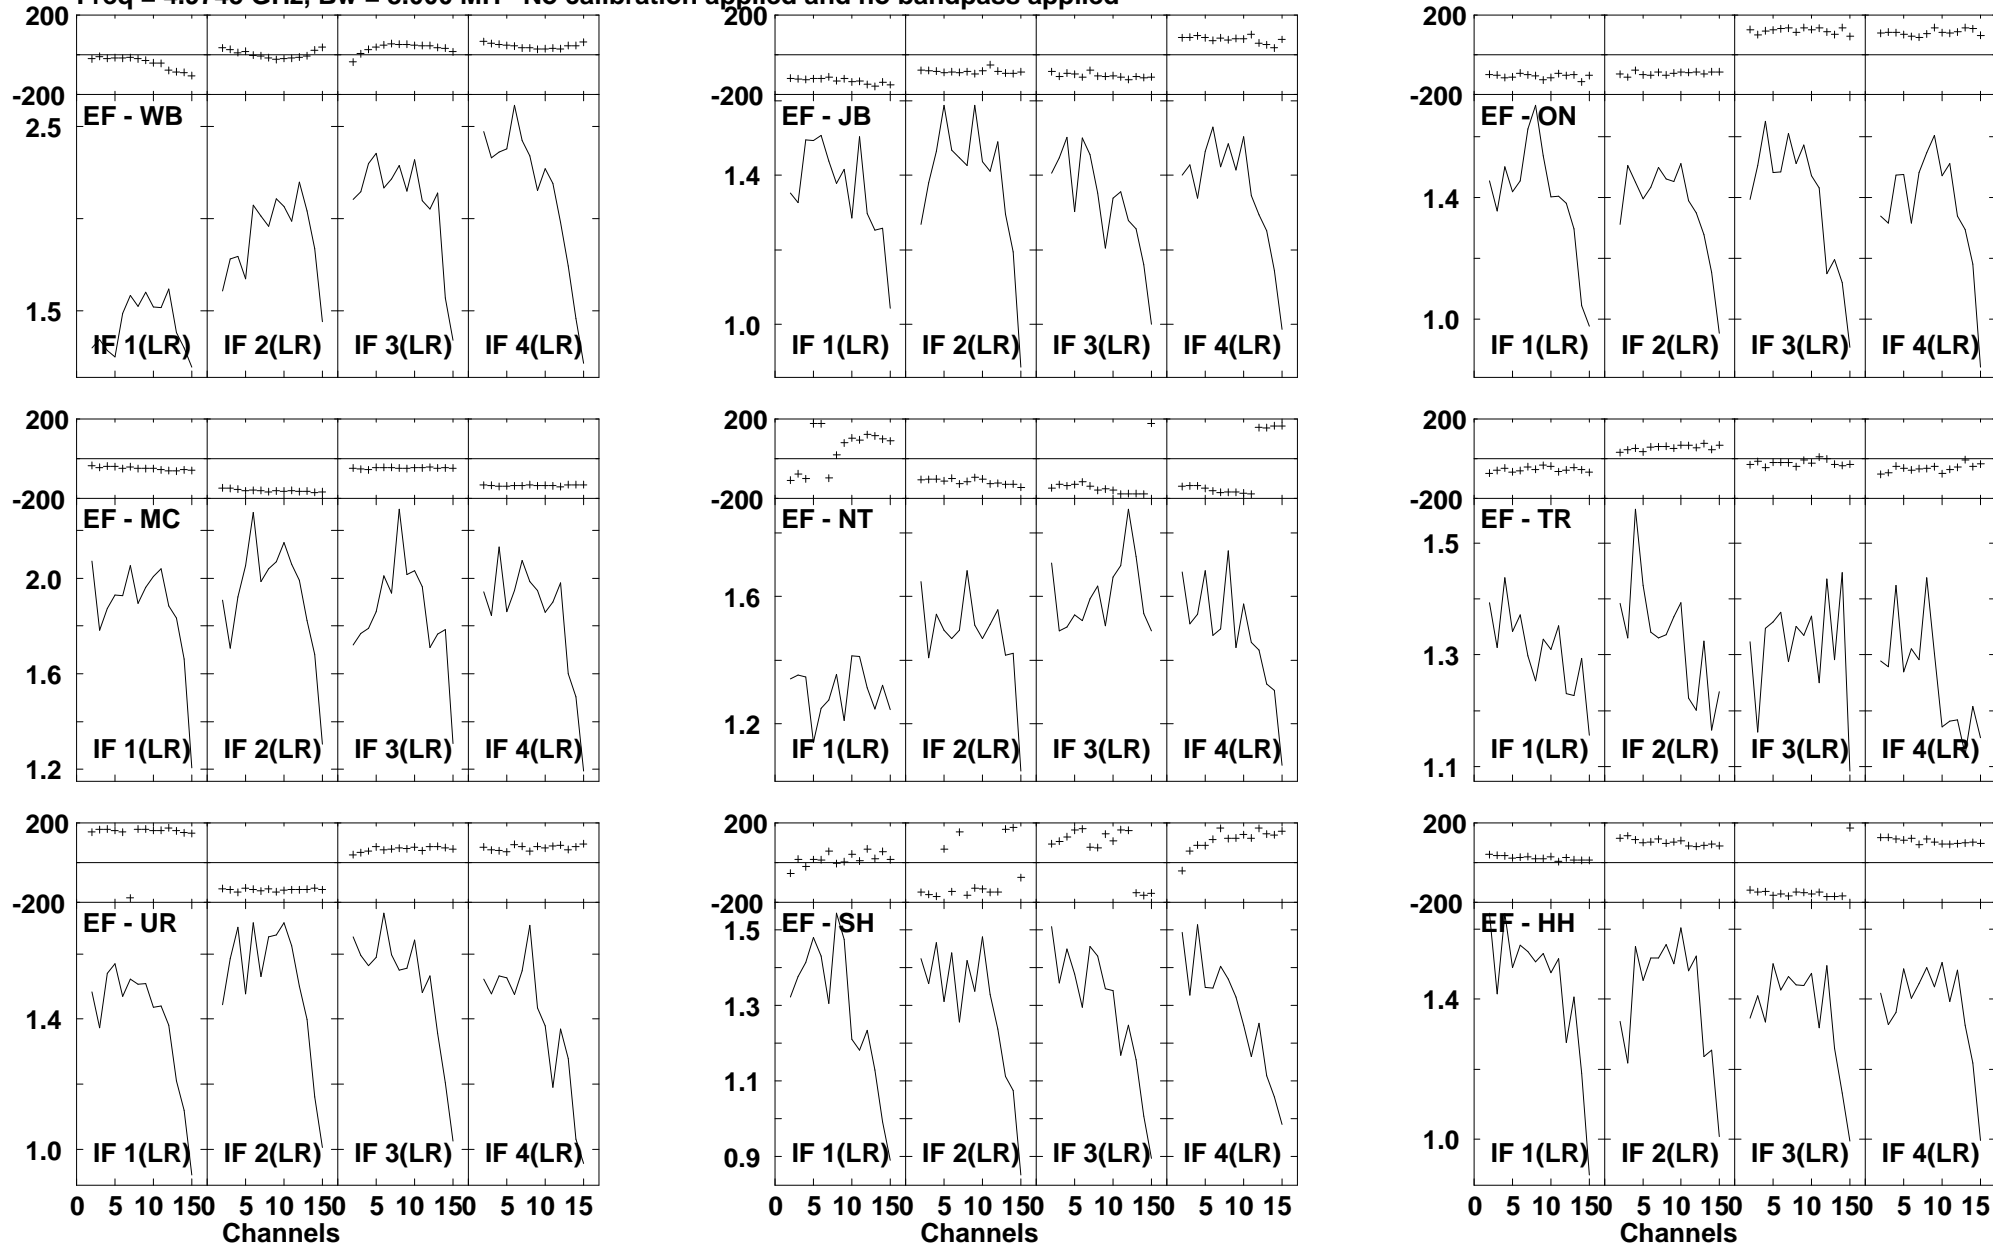 No calibration applied and no bandpass applied
200
-200
EF - WB
2.5
1.5
IF 1(LR) IF 2(LR) IF 3(LR) IF 4(LR)
200
-200
EF - JB
1.4
1.0
IF 1(LR) IF 2(LR) IF 3(LR) IF 4(LR)
200
-200
EF - ON
1.4
1.0
IF 1(LR) IF 2(LR) IF 3(LR) IF 4(LR)
200
-200
EF - MC
2.0
1.6
1.2
IF 1(LR) IF 2(LR) IF 3(LR) IF 4(LR)
200
-200
EF - NT
1.6
1.2
IF 1(LR) IF 2(LR) IF 3(LR) IF 4(LR)
200
-200
EF - TR
1.5
1.3
1.1
IF 1(LR) IF 2(LR) IF 3(LR) IF 4(LR)
200
-200
EF - UR
1.4
1.0
IF 1(LR) IF 2(LR) IF 3(LR) IF 4(LR)
0 5 10 150 5 10 150 5 10 150 5 10 15
Channels
200
-200
EF - SH
1.5
1.3
1.1
0.9
IF 1(LR) IF 2(LR) IF 3(LR) IF 4(LR)
0 5 10 150 5 10 150 5 10 150 5 10 15
Channels
200
-200
EF - HH
1.4
1.0
IF 1(LR) IF 2(LR) IF 3(LR) IF 4(LR)
0 5 10 150 5 10 150 5 10 150 5 10 15
Channels